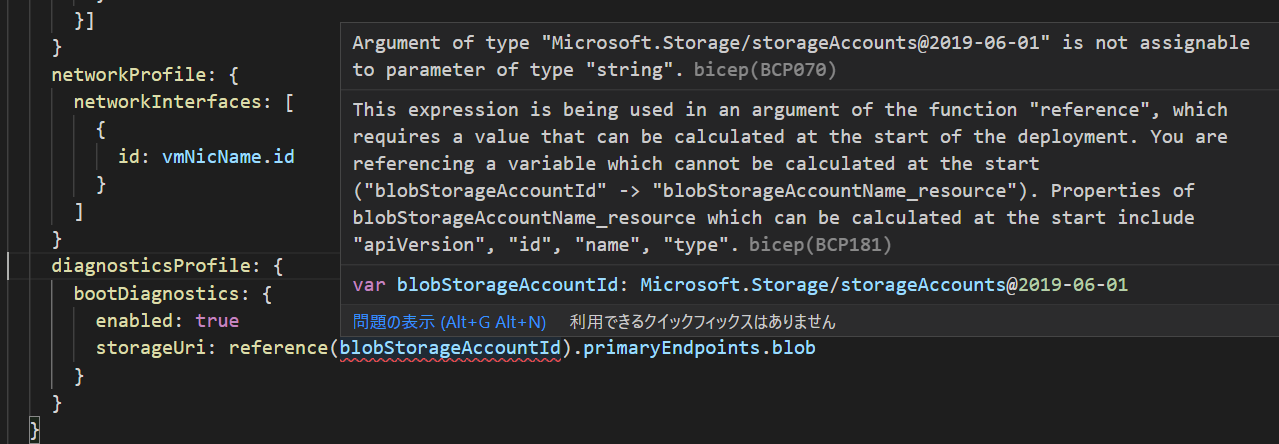 }]
}
networkProfile: {
networkInterfaces: [
{
id: vmNicName.id
}
]
}
diagnosticsProfile: {
bootDiagnostics: {
enabled: true
storageUri: reference(blobStorageAccountId).primaryEndpoints.blob
}
}
}
Argument of type "Microsoft.Storage/storageAccounts@2019-06-01" is not assignable
to parameter of type "string". bicep(BCP070)
This expression is being used in an argument of the function "reference", which
requires a value that can be calculated at the start of the deployment. You are
referencing a variable which cannot be calculated at the start
("blobStorageAccountId" -> "blobStorageAccountName_resource"). Properties of
blobStorageAccountName_resource which can be calculated at the start include
"apiVersion", "id", "name", "type". bicep(BCP181)
var blobStorageAccountId: Microsoft.Storage/storageAccounts@2019-06-01
問題の表示 (Alt+G Alt+N) 利用できるクイックフィックスはありません